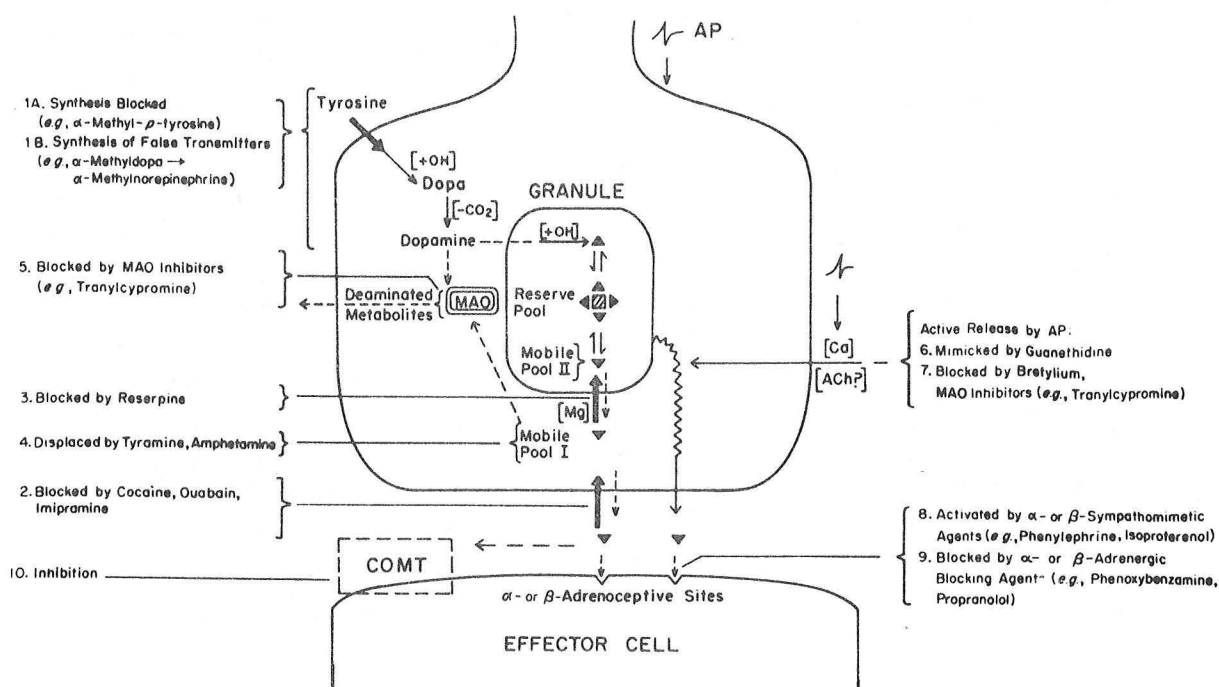 AP
1A. Synthesis Blocked
(e.g., α-Methyl-p-tyrosine)
1B. Synthesis of False Transmitters
(e.g., α-Methyldopa →
α-Methylnorepinephrine)
Tyrosine
[+OH]
Dopa
[-CO2]
Dopamine
[+OH]
GRANULE
5. Blocked by MAO Inhibitors
(e.g., Tranylcypromine)
Deaminated
Metabolites
MAO
Reserve
Pool
Mobile
Pool II
[Mg]
3. Blocked by Reserpine
4. Displaced by Tyramine, Amphetamine
Mobile
Pool I
2. Blocked by Cocaine, Ouabain,
Imipramine
[Ca]
[ACh?]
Active Release by AP.
6. Mimicked by Guanethidine
7. Blocked by Bretylium,
MAO Inhibitors (e.g., Tranylcypromine)
8. Activated by α- or β-Sympathomimetic
Agents (e.g., Phenylephrine, Isoproterenol)
9. Blocked by α- or β-Adrenergic
Blocking Agent- (e.g., Phenoxybenzamine,
Propranolol)
COMT
10. Inhibition
α- or β-Adrenoceptive Sites
EFFECTOR CELL